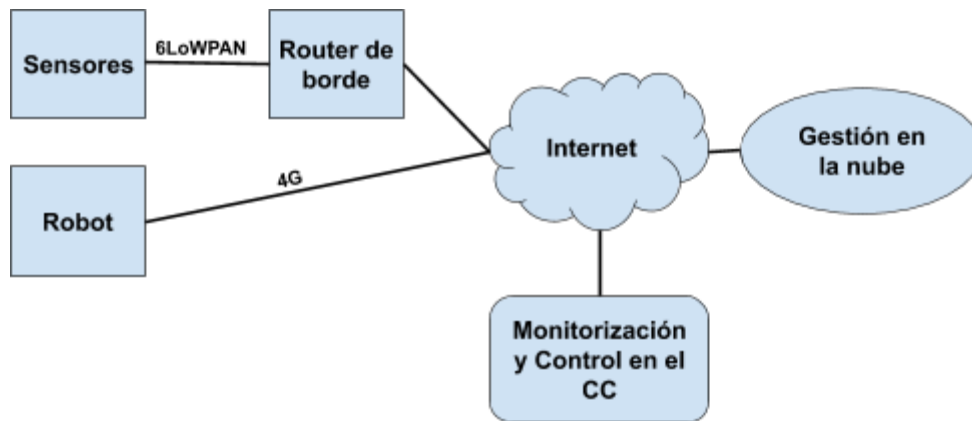 Sensores
6LoWPAN
Router de
borde
Internet
Gestión en
la nube
Robot
4G
Monitorización
y Control en el
CC